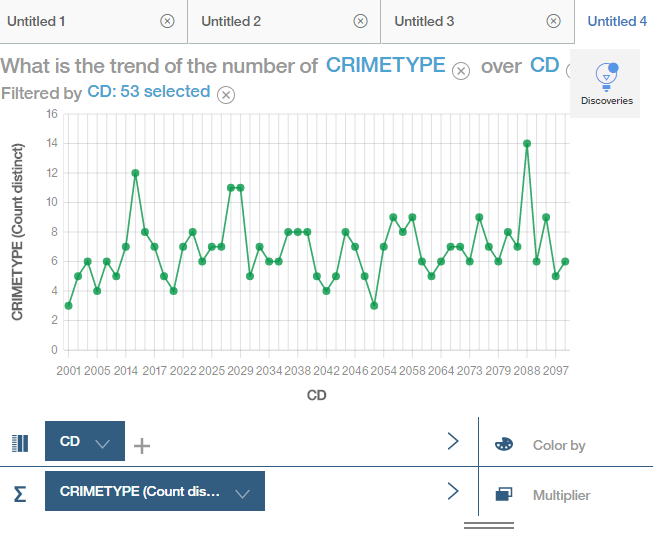 Untitled 1 Untitled 2 Untitled 3 Untitled 4
What is the trend of the number of CRIMETYPE over CD
Filtered by CD: 53 selected
Discoveries
16
14
12
10
8
6
4
2
0
CRIMETYPE (Count distinct)
2001 2005 2014 2017 2022 2025 2029 2034 2038 2042 2046 2054 2058 2064 2073 2079 2088 2097
CD
CD Color by
Σ CRIMETYPE (Count dis... Multiplier